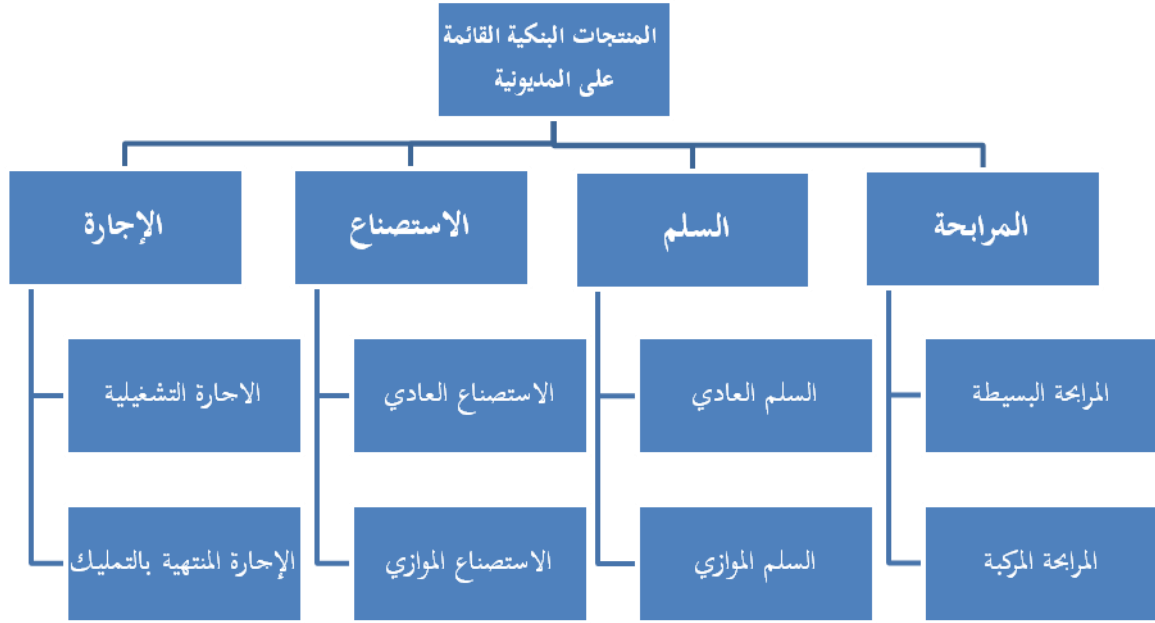 المنتجات البنكية القائمة
على المديونية
المرابحة
السلم
الاستصناع
الإجارة
المرابحة البسيطة
السلم العادي
الاستصناع العادي
الاجارة التشغيلية
المرابحة المركبة
السلم الموازي
الاستصناع الموازي
الإجارة المنتهية بالتمليك